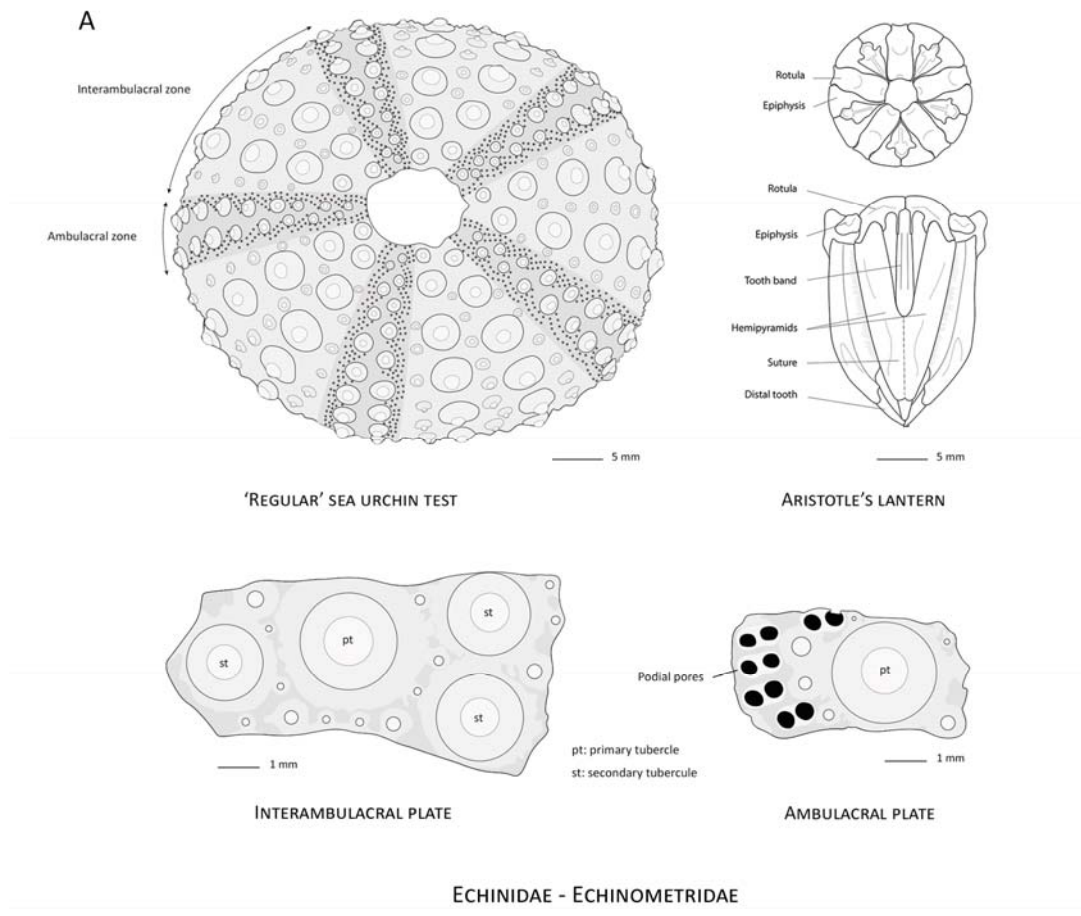 A
Interambulacral zone
Ambulacral zone
5 mm
'REGULAR' SEA URCHIN TEST
Rotula
Epiphysis
Rotula
Epiphysis
Tooth band
Hemipyramids
Suture
Distal tooth
5 mm
ARISTOTLE'S LANTERN
st
pt
st
st
1 mm
pt: primary tubercle
st: secondary tubercule
INTERAMBULACRAL PLATE
Podial pores
pt
1 mm
AMBULACRAL PLATE
ECHINIDAE - ECHINOMETRIDAE